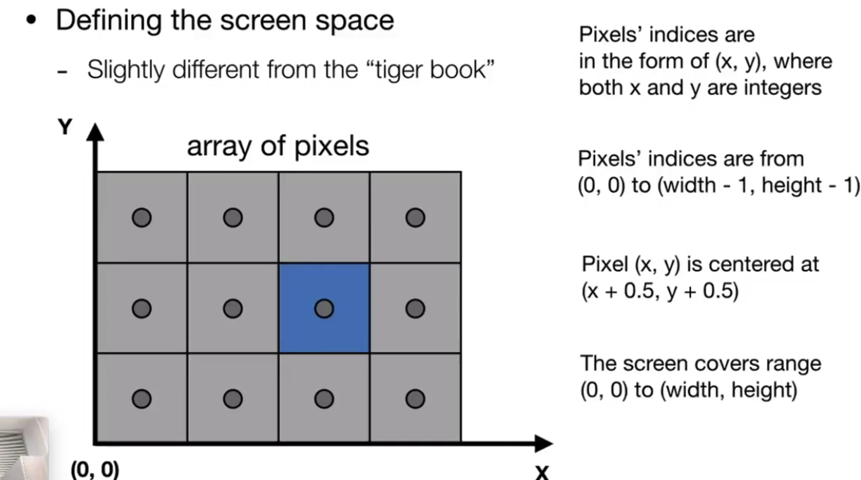 • Defining the screen space
- Slightly different from the “tiger book”
Y
array of pixels
(0, 0)
X
Pixels’ indices are
in the form of (x, y), where
both x and y are integers
Pixels’ indices are from
(0, 0) to (width - 1, height - 1)
Pixel (x, y) is centered at
(x + 0.5, y + 0.5)
The screen covers range
(0, 0) to (width, height)